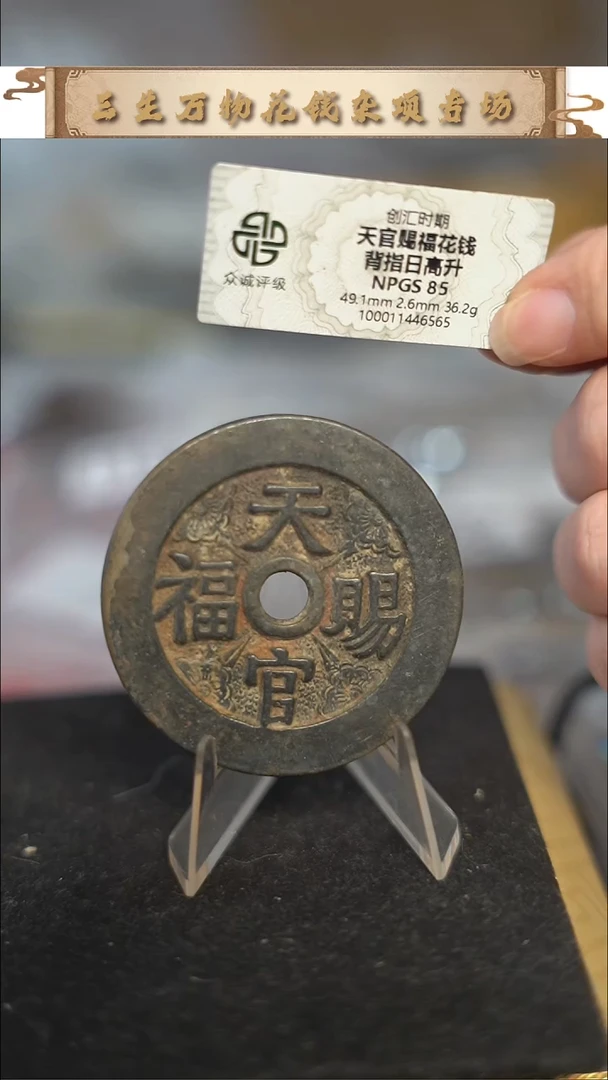 三生万物花钱杂项专场
众诚评级
创汇时期
天官赐福花钱
背指日高升
NPGS 85
49.1mm 2.6mm 36.2g
100011446565
天官賜福